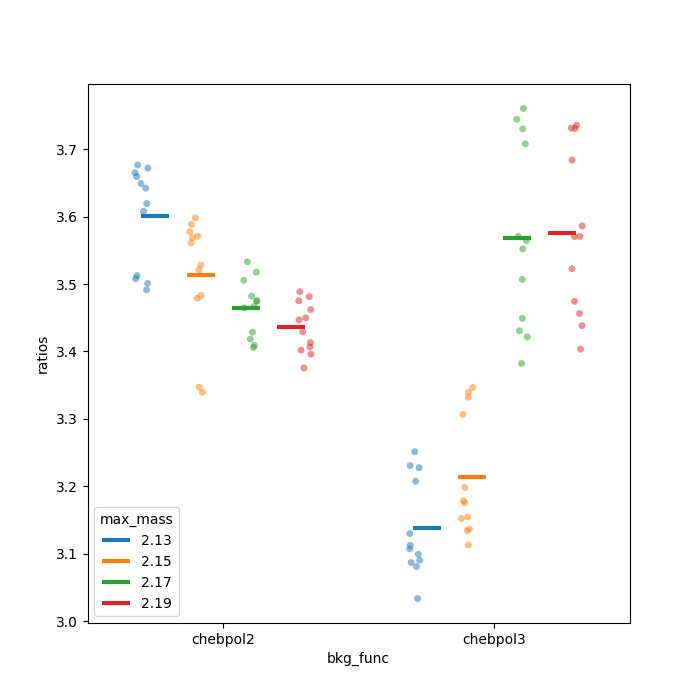 3.7
3.6
3.5
3.4
3.3
3.2
3.1
3.0
ratios
max_mass
2.13
2.15
2.17
2.19
chebpol2
chebpol3
bkg_func